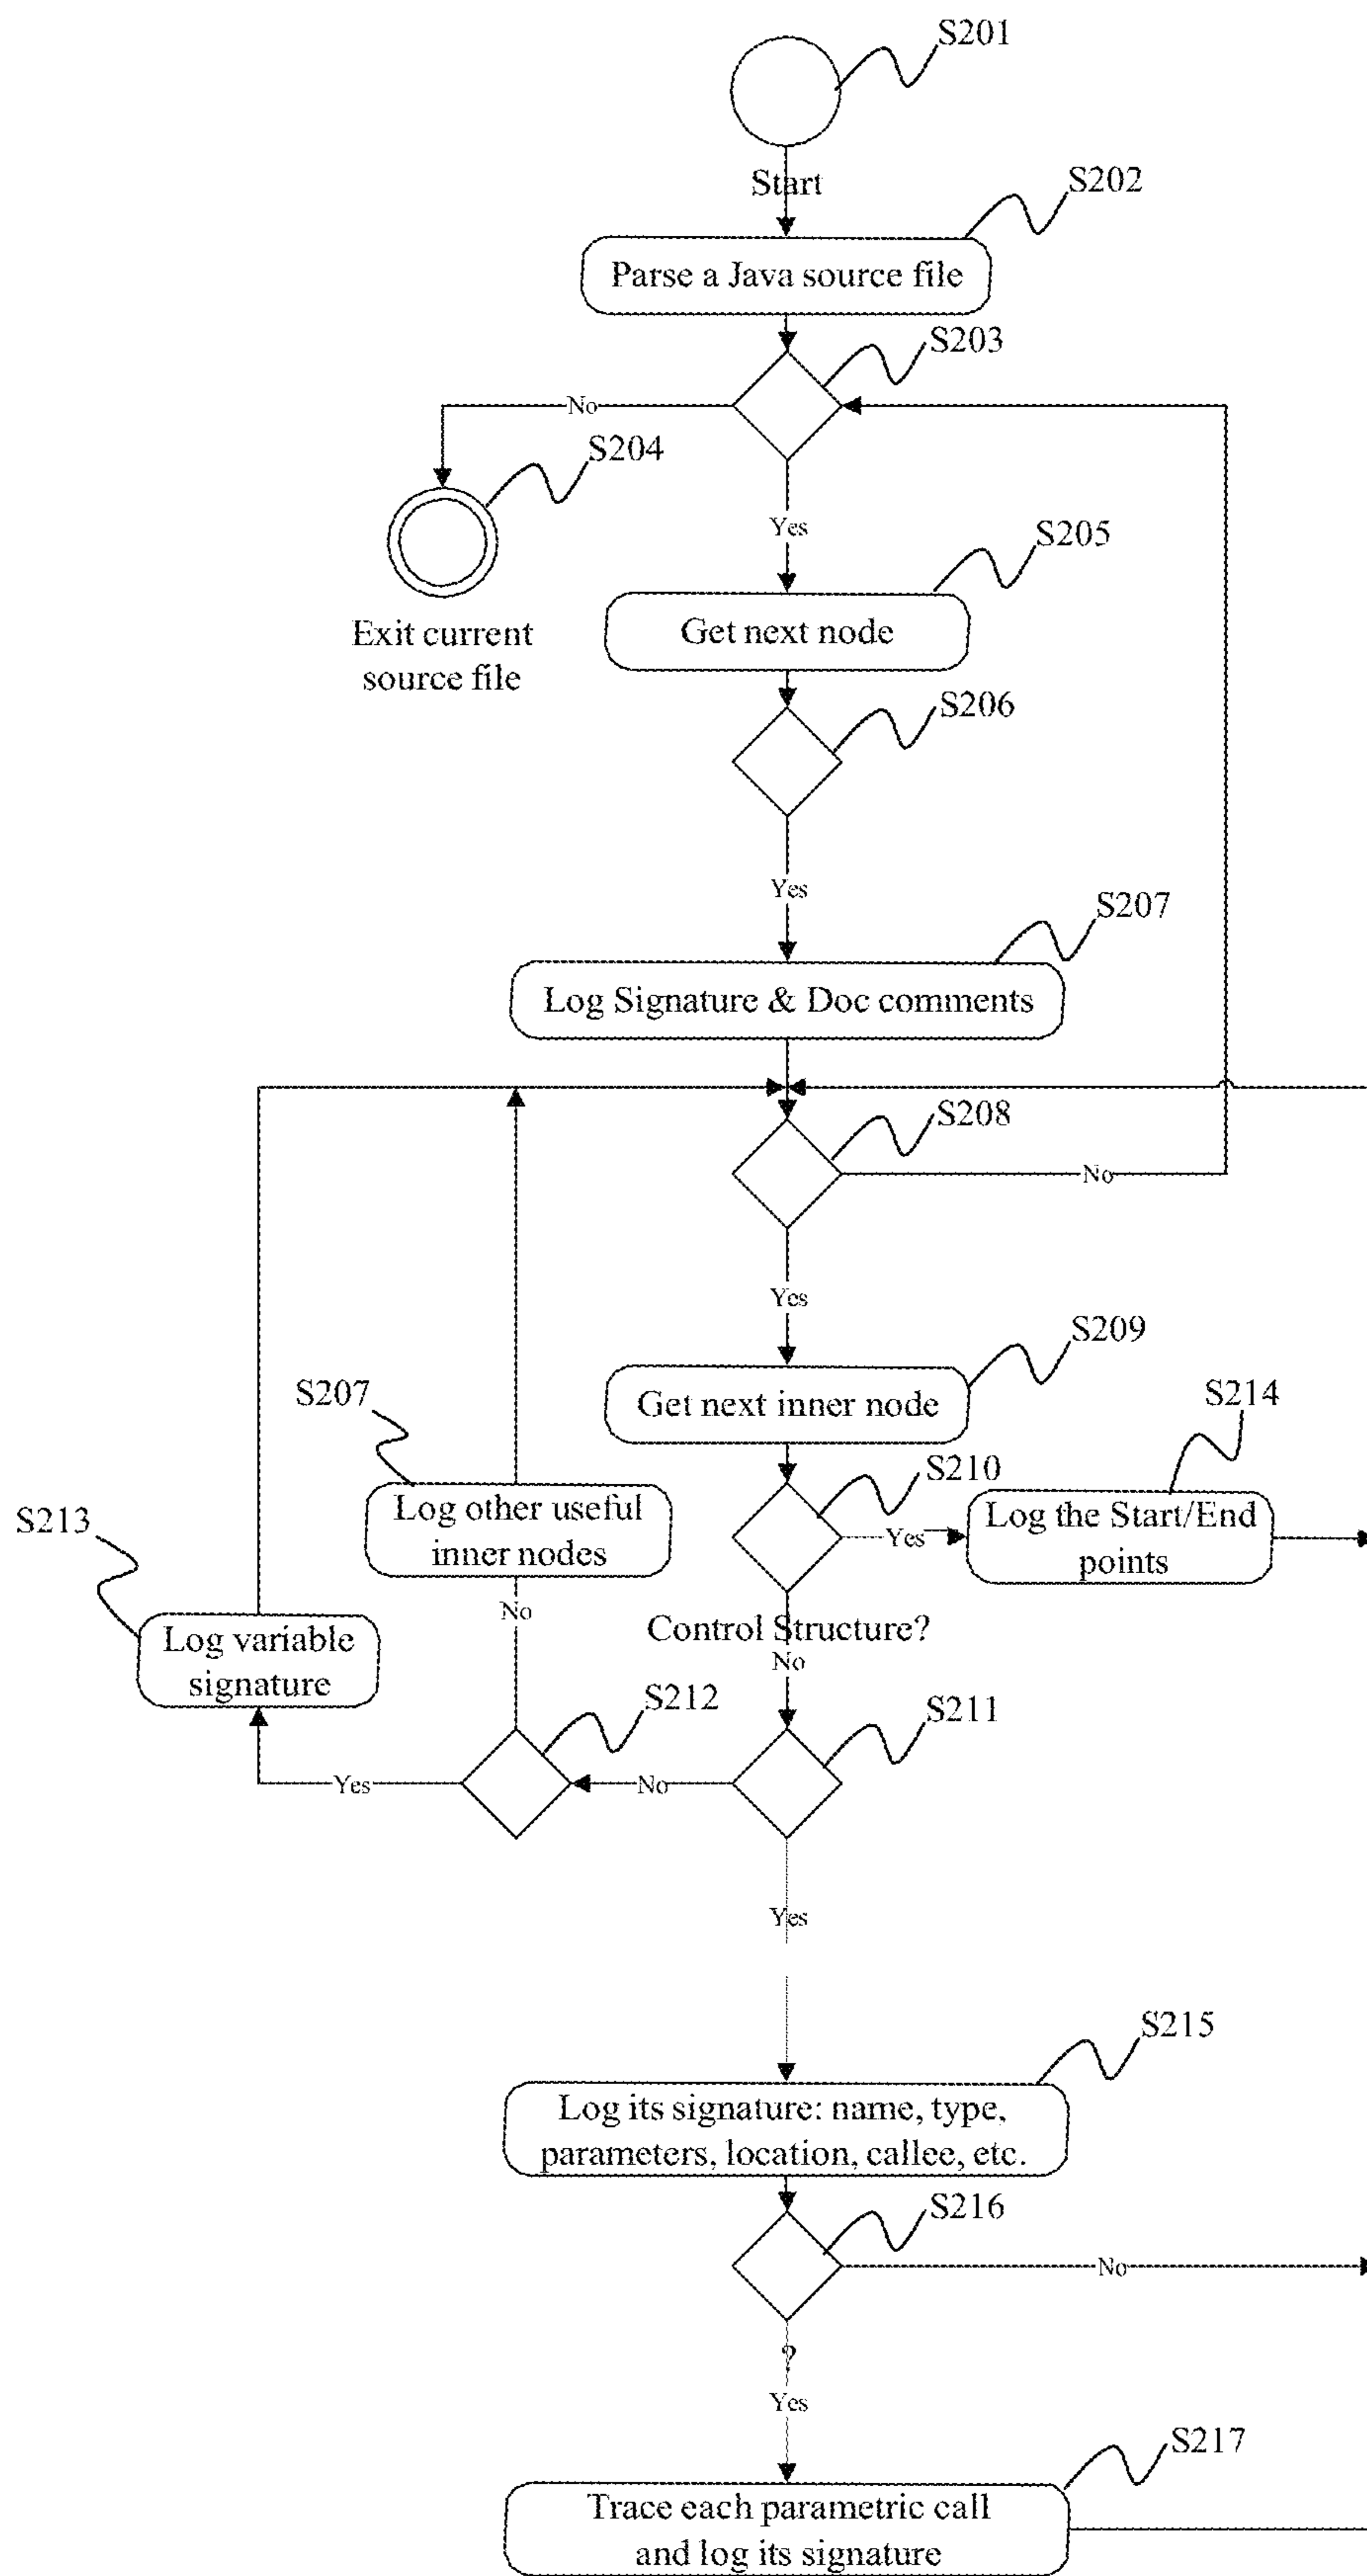 S201
Start
S202
Parse a Java source file
S203
No
S204
Yes
S205
Exit current
source file
Get next node
S206
Yes
S207
Log Signature & Doc comments
S208
No
Yes
S209
Get next inner node
S207
S214
S210
Log other useful
inner nodes
Yes
Log the Start/End
points
S213
No
Control Structure?
No
Log variable
signature
S212
S211
Yes
No
Yes
S215
Log its signature: name, type,
parameters, location, callee, etc.
S216
No
?
Yes
S217
Trace each parametric call
and log its signature